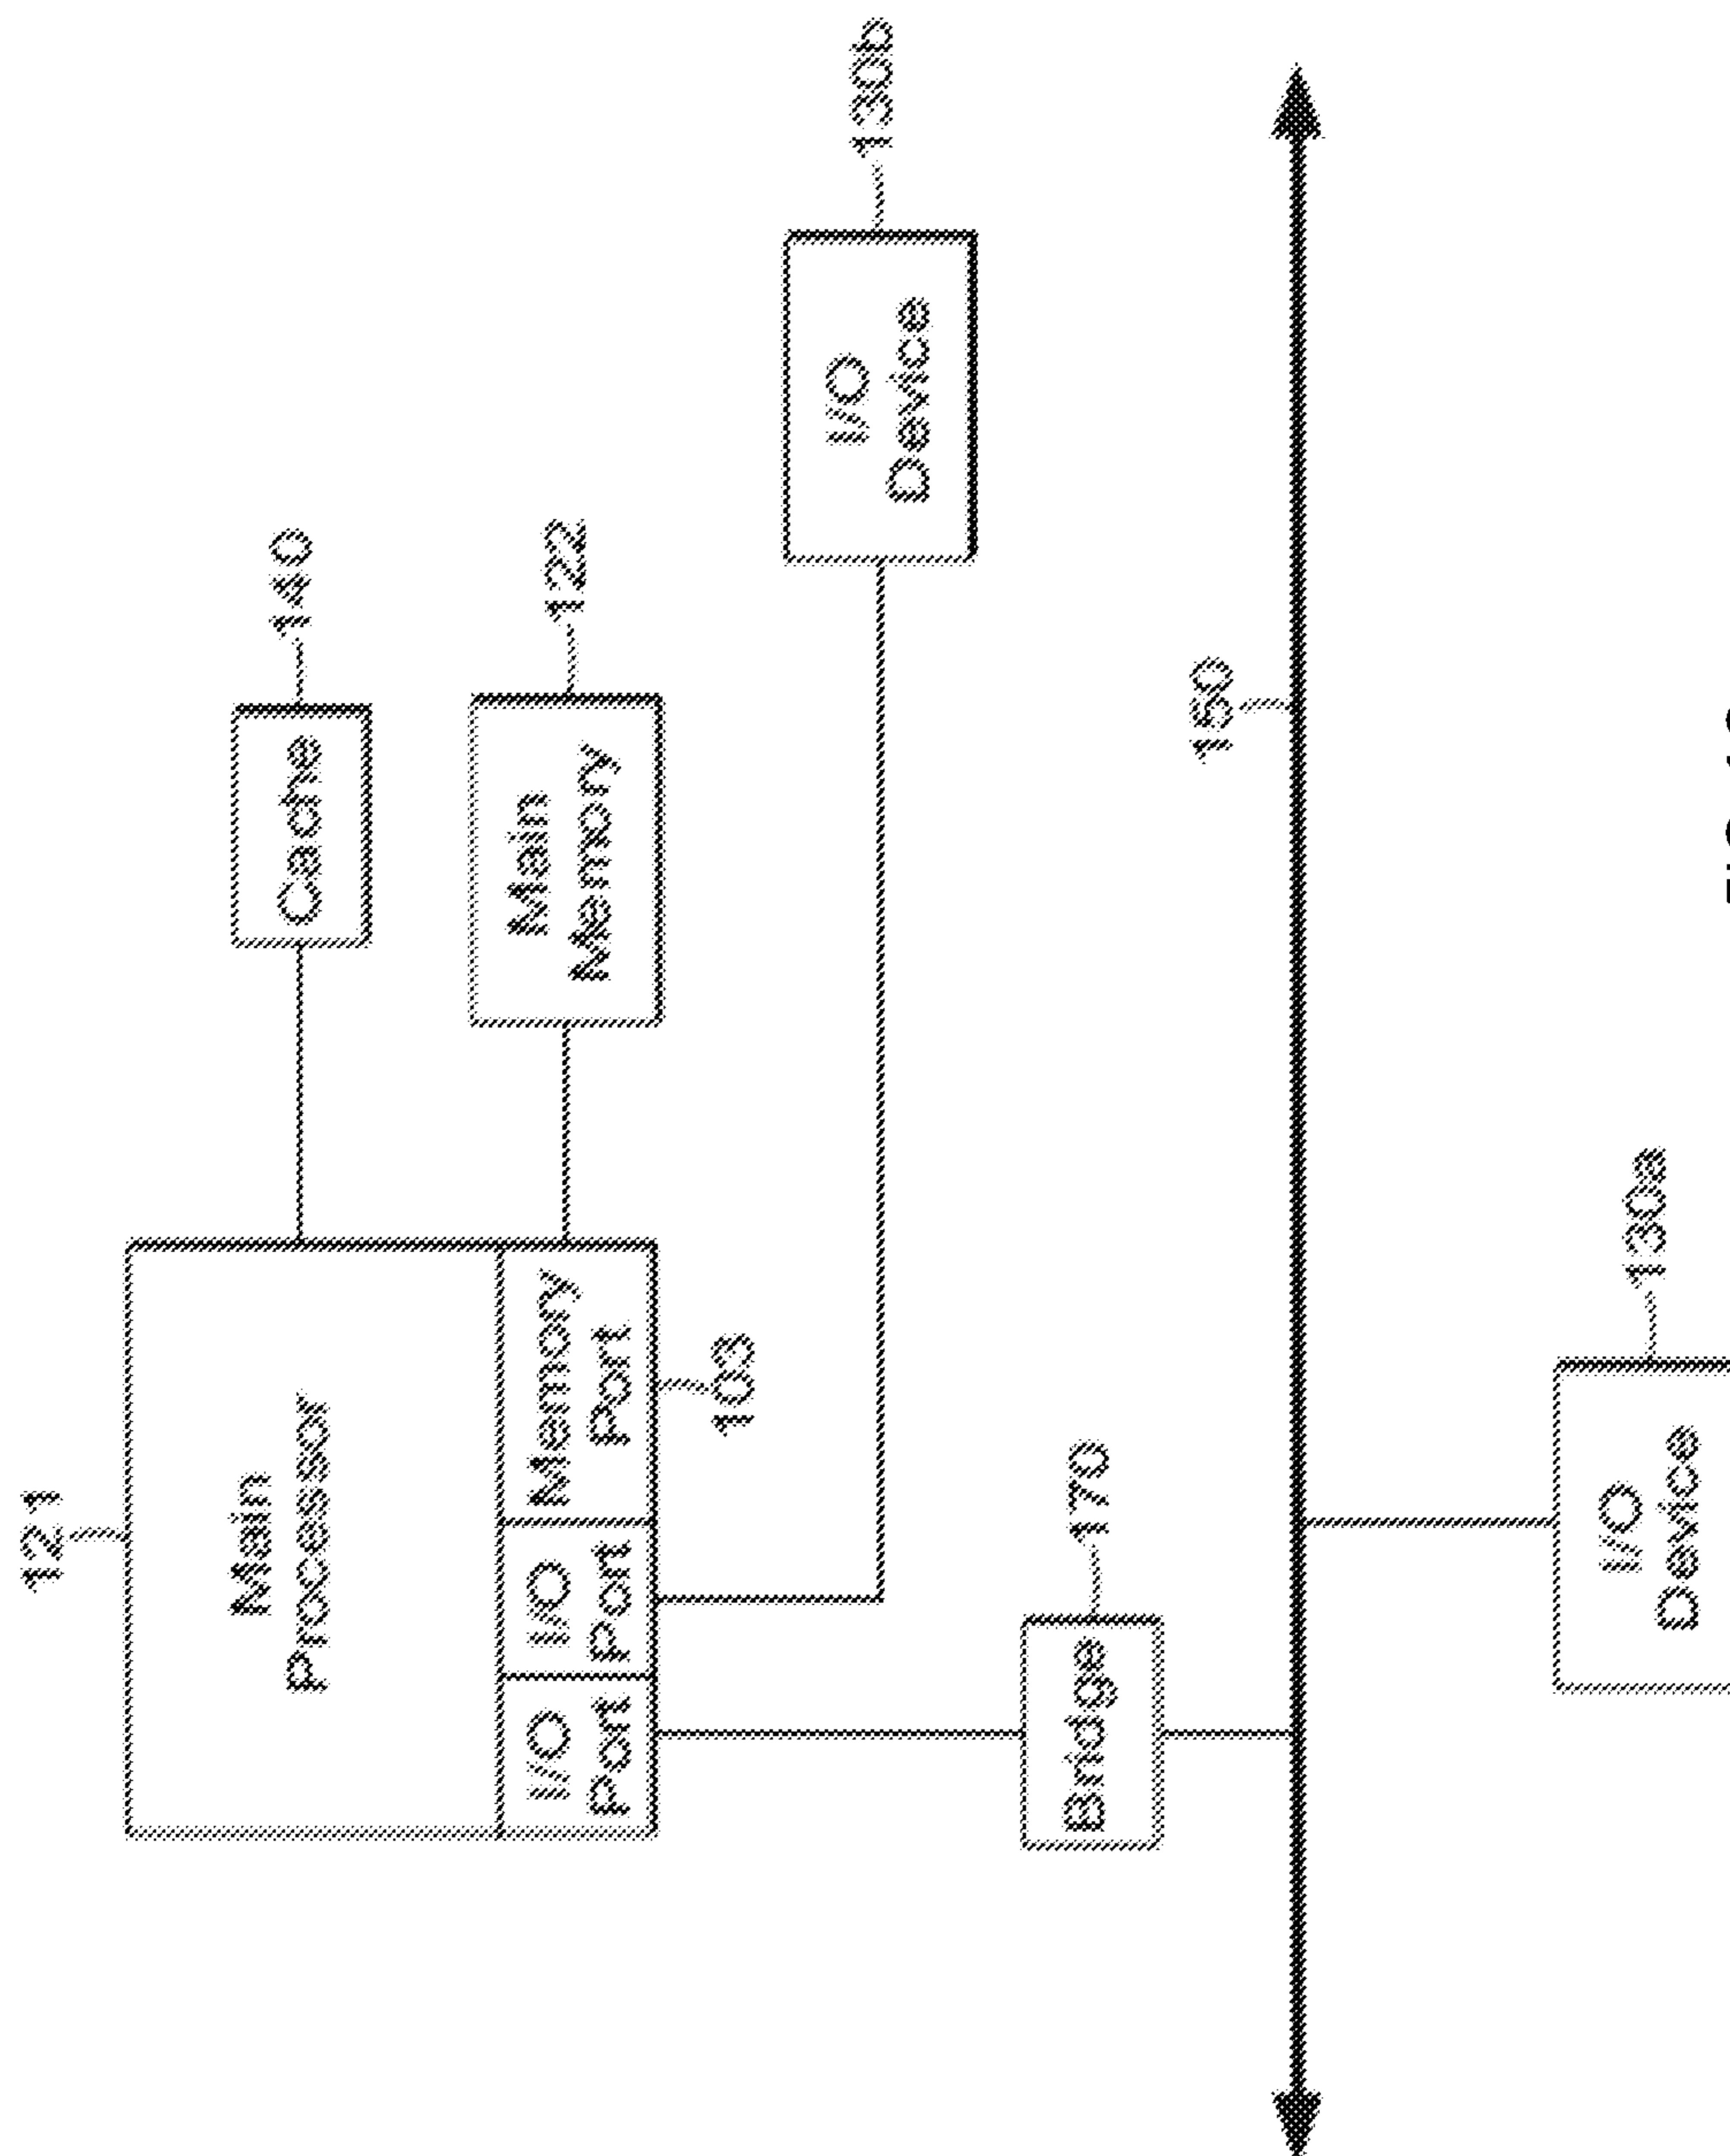 121
Main
Processor
I/O
Port
I/O
Port
Memory
Port
103
Cache
140
Main
Memory
122
I/O
Device
130b
Bridge
170
150
I/O
Device
130a